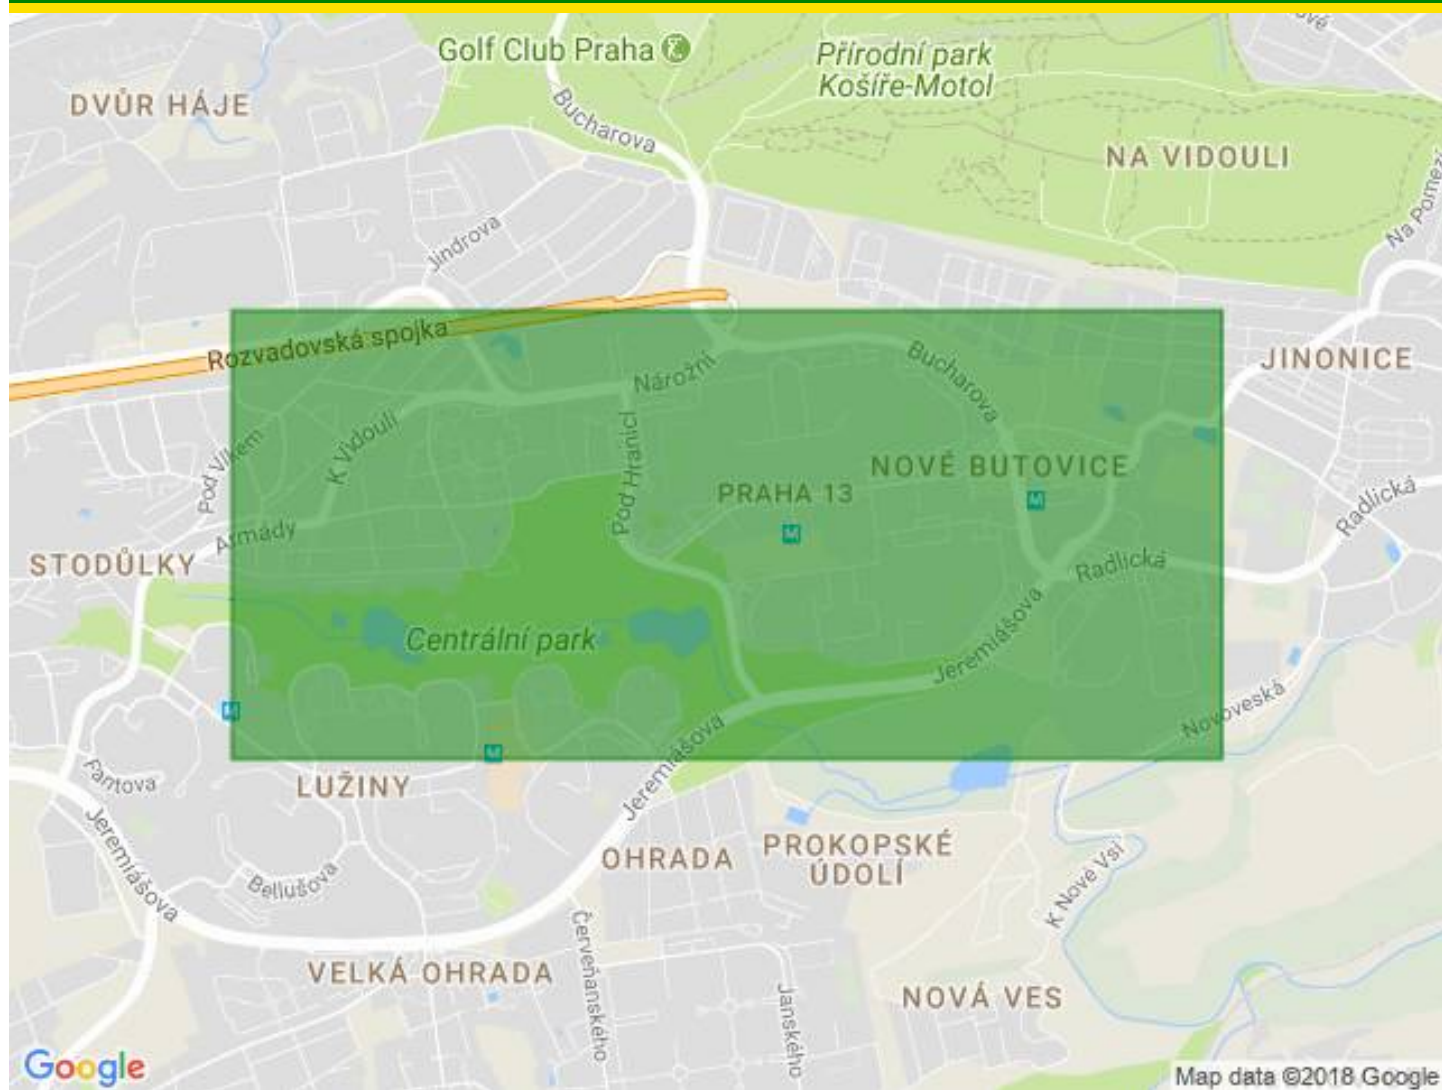 Golf Club Praha
Přírodní park
Košíře-Motol
DVŮR HÁJE
Bucharova
NA VIDOULI
Na Pomezí
Jindrova
Rozvadovská spojka
Nárožní
Bucharova
JINONICE
K Vidouli
Pod Vlkem
Pod Hranicí
NOVÉ BUTOVICE
PRAHA 13
M
M
Radlická
Armády
STODŮLKY
Radlická
Centrální park
Jeremiášova
Novoveská
M
M
Jeremiášova
Fantova
LUŽINY
Jeremiášova
OHRADA
PROKOPSKÉ
ÚDOLÍ
Bellušova
K Nové Vsi
Červeňanského
VELKÁ OHRADA
Janského
NOVÁ VES
Google
Map data ©2018 Google